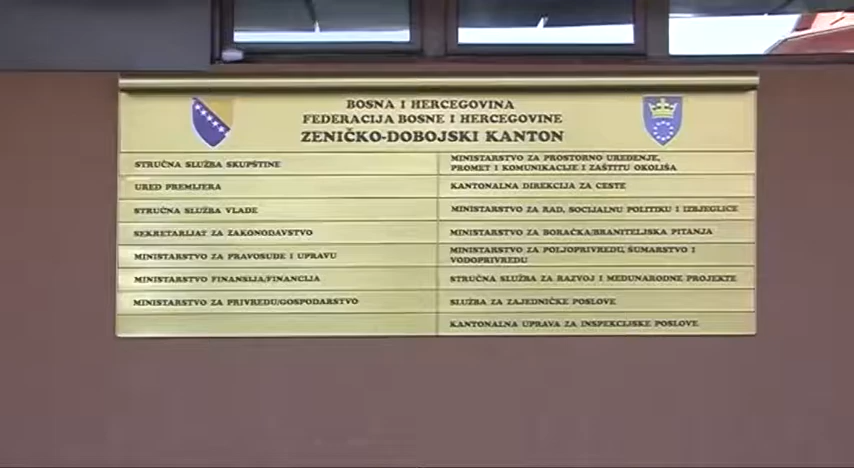 BOSNA I HERCEGOVINA
FEDERACIJA BOSNE I HERCEGOVINE
ZENIČKO-DOBOJSKI KANTON
STRUČNA SLUŽBA SKUPŠTINE
URED PREMIJERA
STRUČNA SLUŽBA VLADE
SEKRETARIJAT ZA ZAKONODAVSTVO
MINISTARSTVO ZA PRAVOSUĐE I UPRAVU
MINISTARSTVO FINANSIJA/FINANCIJA
MINISTARSTVO ZA PRIVREDU/GOSPODARSTVO
MINISTARSTVO ZA PROSTORNO UREĐENJE,
PROMET I KOMUNIKACIJE I ZAŠTITU OKOLIŠA
KANTONALNA DIREKCIJA ZA CESTE
MINISTARSTVO ZA RAD, SOCIJALNU POLITIKU I IZBJEGLICE
MINISTARSTVO ZA BORAČKA/BRANITELJSKA PITANJA
MINISTARSTVO ZA POLJOPRIVREDU, ŠUMARSTVO I
VODOPRIVREDU
STRUČNA SLUŽBA ZA RAZVOJ I MEĐUNARODNE PROJEKTE
SLUŽBA ZA ZAJEDNIČKE POSLOVE
KANTONALNA UPRAVA ZA INSPEKCIJSKE POSLOVE